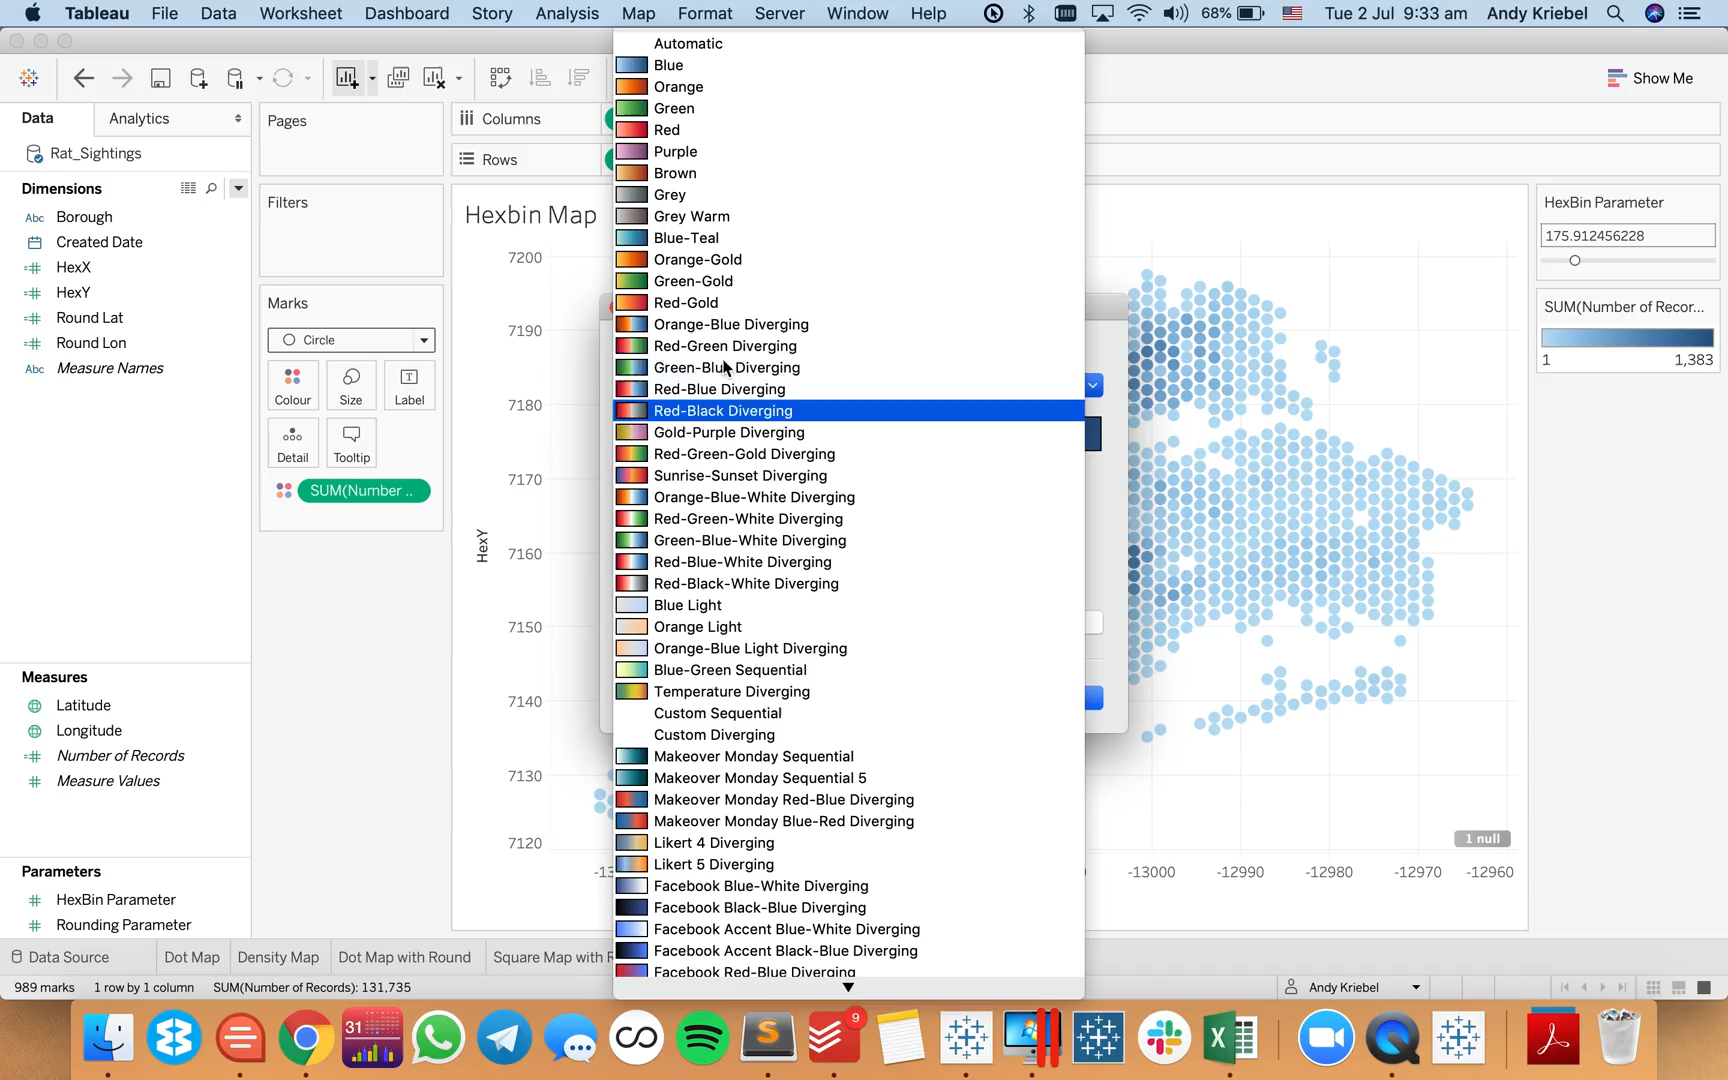 Tableau File Data Worksheet Dashboard Story Analysis Map Format Server Window Help 68% Tue 2 Jul 9:33 am Andy Kriebel
Show Me
Data Analytics
Rat_Sightings
Dimensions
Abc Borough
Created Date
HexX
HexY
Round Lat
Round Lon
Abc Measure Names
Measures
Latitude
Longitude
Number of Records
Measure Values
Parameters
HexBin Parameter
Rounding Parameter
Pages
Filters
Marks
Circle
Colour Size Label
Detail Tooltip
SUM(Number ..
Columns
Rows
Hexbin Map
HexY
7200
7190
7180
7170
7160
7150
7140
7130
7120
-13000 -12990 -12980 -12970 -12960
1 null
Automatic
Blue
Orange
Green
Red
Purple
Brown
Grey
Grey Warm
Blue-Teal
Orange-Gold
Green-Gold
Red-Gold
Orange-Blue Diverging
Red-Green Diverging
Green-Blue Diverging
Red-Blue Diverging
Red-Black Diverging
Gold-Purple Diverging
Red-Green-Gold Diverging
Sunrise-Sunset Diverging
Orange-Blue-White Diverging
Red-Green-White Diverging
Green-Blue-White Diverging
Red-Blue-White Diverging
Red-Black-White Diverging
Blue Light
Orange Light
Orange-Blue Light Diverging
Blue-Green Sequential
Temperature Diverging
Custom Sequential
Custom Diverging
Makeover Monday Sequential
Makeover Monday Sequential 5
Makeover Monday Red-Blue Diverging
Makeover Monday Blue-Red Diverging
Likert 4 Diverging
Likert 5 Diverging
Facebook Blue-White Diverging
Facebook Black-Blue Diverging
Facebook Accent Blue-White Diverging
Facebook Accent Black-Blue Diverging
Facebook Red-Blue Diverging
HexBin Parameter
175.912456228
SUM(Number of Recor...
1 1,383
Data Source Dot Map Density Map Dot Map with Round Square Map with R
989 marks 1 row by 1 column SUM(Number of Records): 131,735 Andy Kriebel
31
9